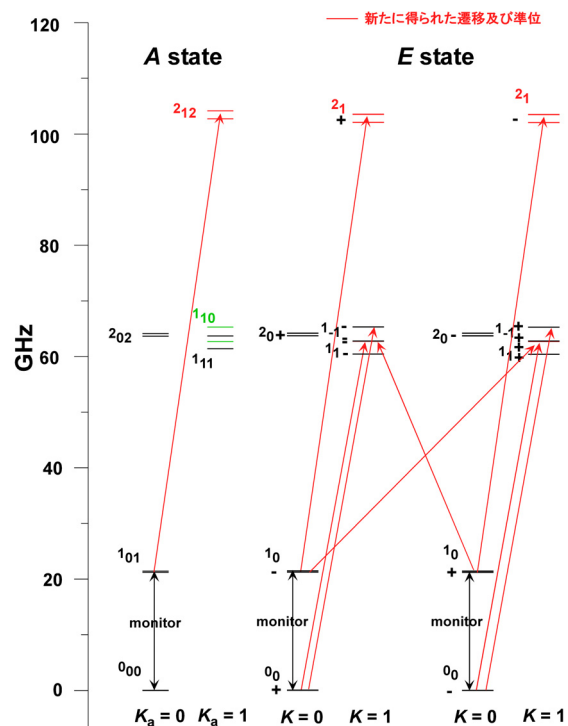 新たに得られた遷移及び準位
120
A state
E state
2₁₂
2₁
+
2₁
-
100
80
GHz
60
1₁₀
2₀₂
1₁₁
2₀+
1₋₁-
-
1₁-
2₀-
1₋₁+
+
+
1₁+
40
1₀₁
1₀
-
1₀
+
20
monitor
monitor
monitor
0₀₀
0₀
+
0₀
-
0
Kₐ = 0
Kₐ = 1
K = 0
K = 1
K = 0
K = 1